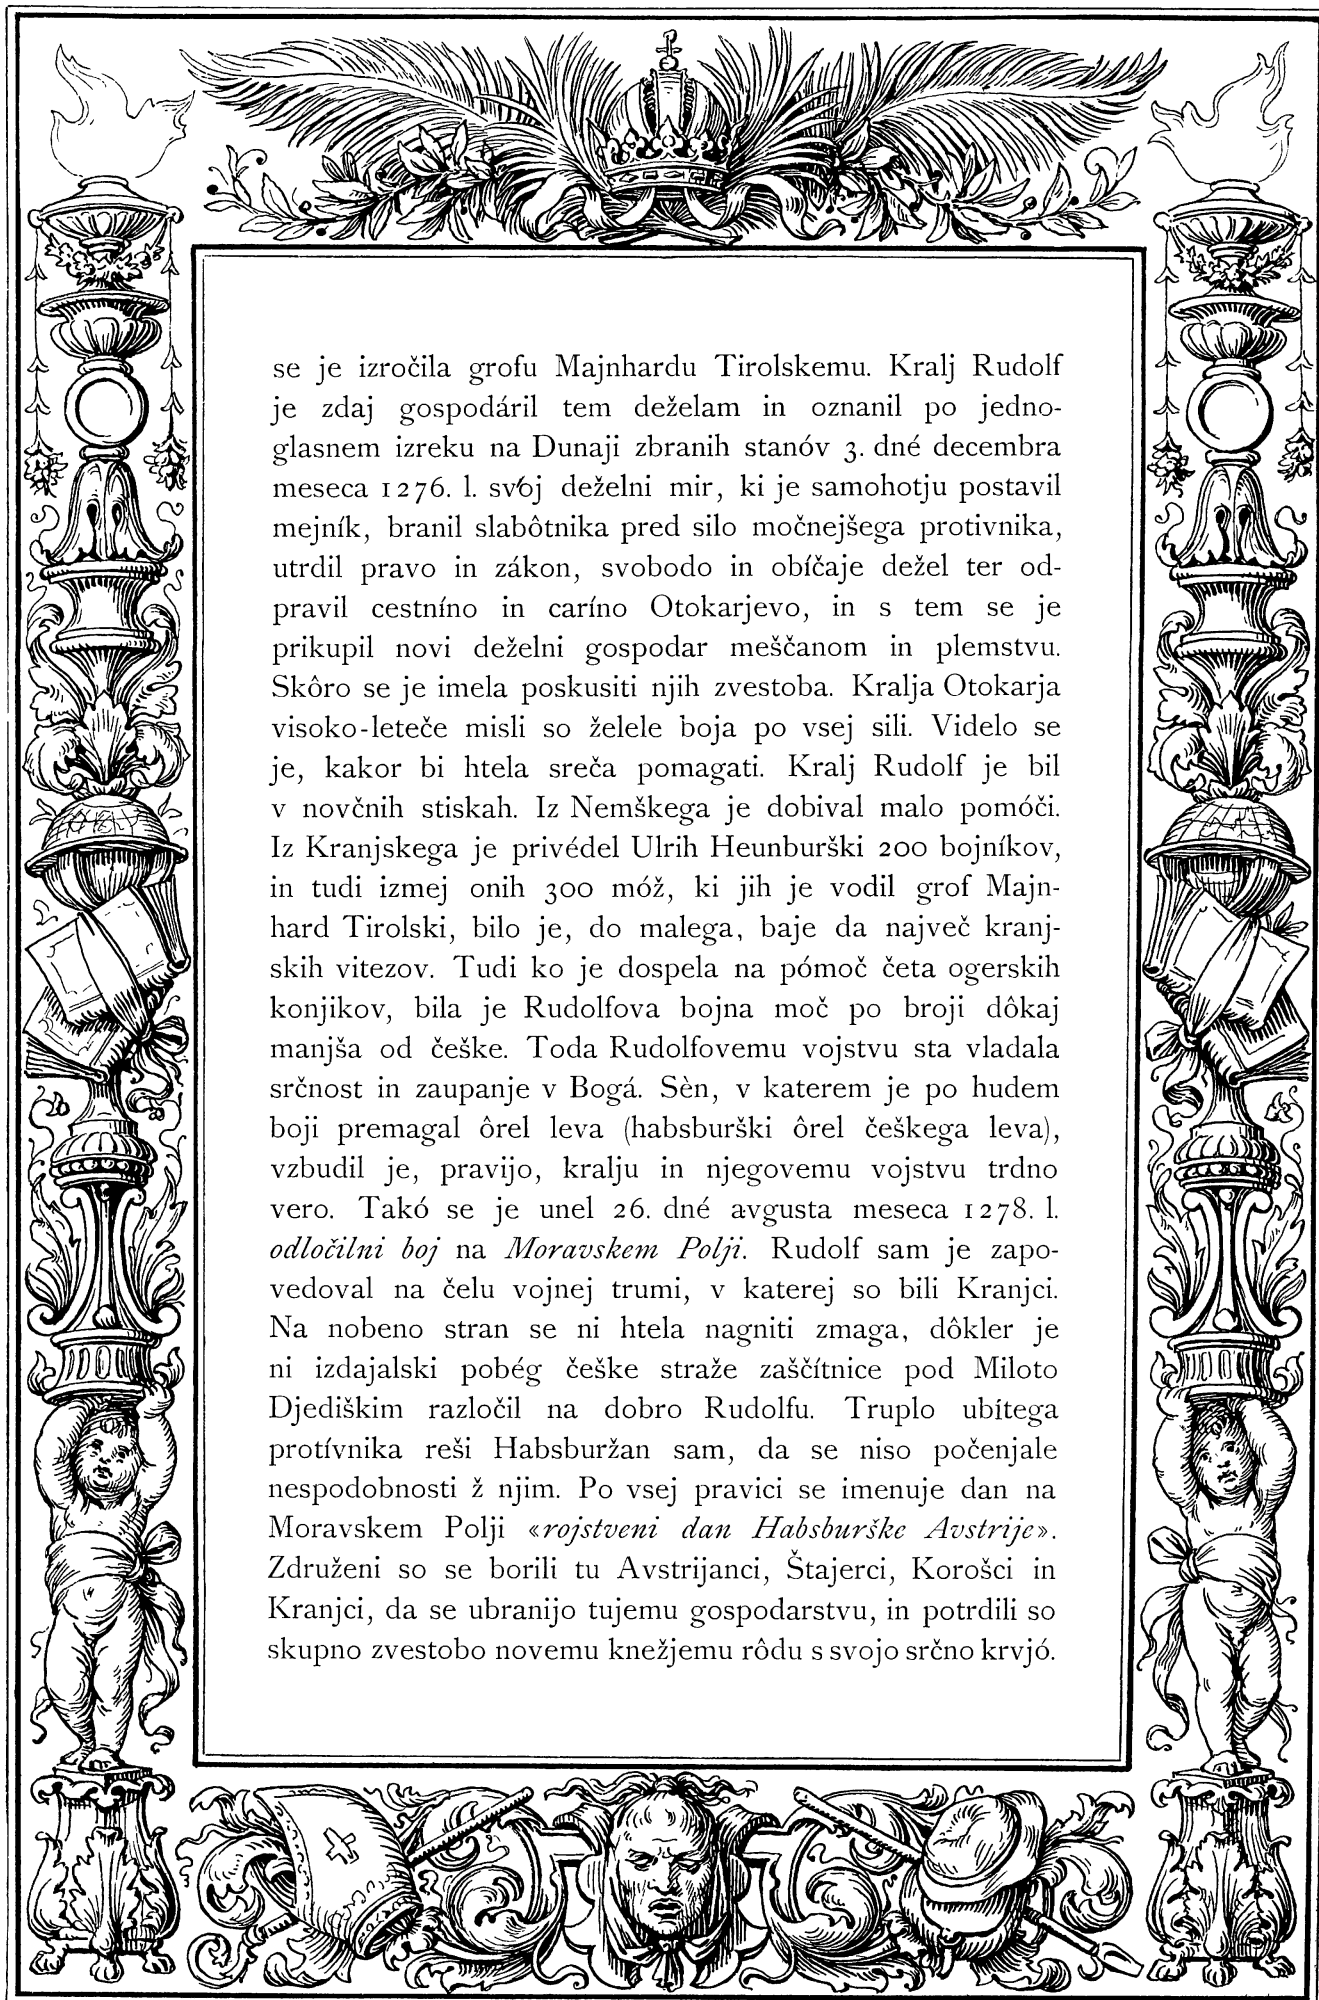 se je izročila grofu Majnhardu Tirolskemu. Kralj Rudolf
je zdaj gospodáril tem deželam in oznanil po jedno-
glasnem izreku na Dunaji zbranih stanóv 3. dné decembra
meseca 1276. l. svój deželni mir, ki je samohotju postavil
mejník, branil slabôtnika pred silo močnejšega protivnika,
utrdil pravo in zákon, svobodo in obíčaje dežel ter od-
pravil cestníno in caríno Otokarjevo, in s tem se je
prikupil novi deželni gospodar meščanom in plemstvu.
Skôro se je imela poskusiti njih zvestoba. Kralja Otokarja
visoko-leteče misli so želele boja po vsej sili. Videlo se
je, kakor bi htela sreča pomagati. Kralj Rudolf je bil
v novčnih stiskah. Iz Nemškega je dobival malo pomóči.
Iz Kranjskega je privédel Ulrih Heunburški 200 bojníkov,
in tudi izmej onih 300 móž, ki jih je vodil grof Majn-
hard Tirolski, bilo je, do malega, baje da največ kranj-
skih vitezov. Tudi ko je dospela na pómoč četa ogerskih
konjikov, bila je Rudolfova bojna moč po broji dôkaj
manjša od češke. Toda Rudolfovemu vojstvu sta vladala
srčnost in zaupanje v Bogá. Sèn, v katerem je po hudem
boji premagal ôrel leva (habsburški ôrel češkega leva),
vzbudil je, pravijo, kralju in njegovemu vojstvu trdno
vero. Takó se je unel 26. dné avgusta meseca 1278. l.
odločilni boj na Moravskem Polji. Rudolf sam je zapo-
vedoval na čelu vojnej trumi, v katerej so bili Kranjci.
Na nobeno stran se ni htela nagniti zmaga, dôkler je
ni izdajalski pobég češke straže zaščítnice pod Miloto
Djediškim razločil na dobro Rudolfu. Truplo ubítega
protívnika reši Habsburžan sam, da se niso počenjale
nespodobnosti ž njim. Po vsej pravici se imenuje dan na
Moravskem Polji «rojstveni dan Habsburške Avstrije».
Združeni so se borili tu Avstrijanci, Štajerci, Korošci in
Kranjci, da se ubranijo tujemu gospodarstvu, in potrdili so
skupno zvestobo novemu knežjemu rôdu s svojo srčno krvjó.